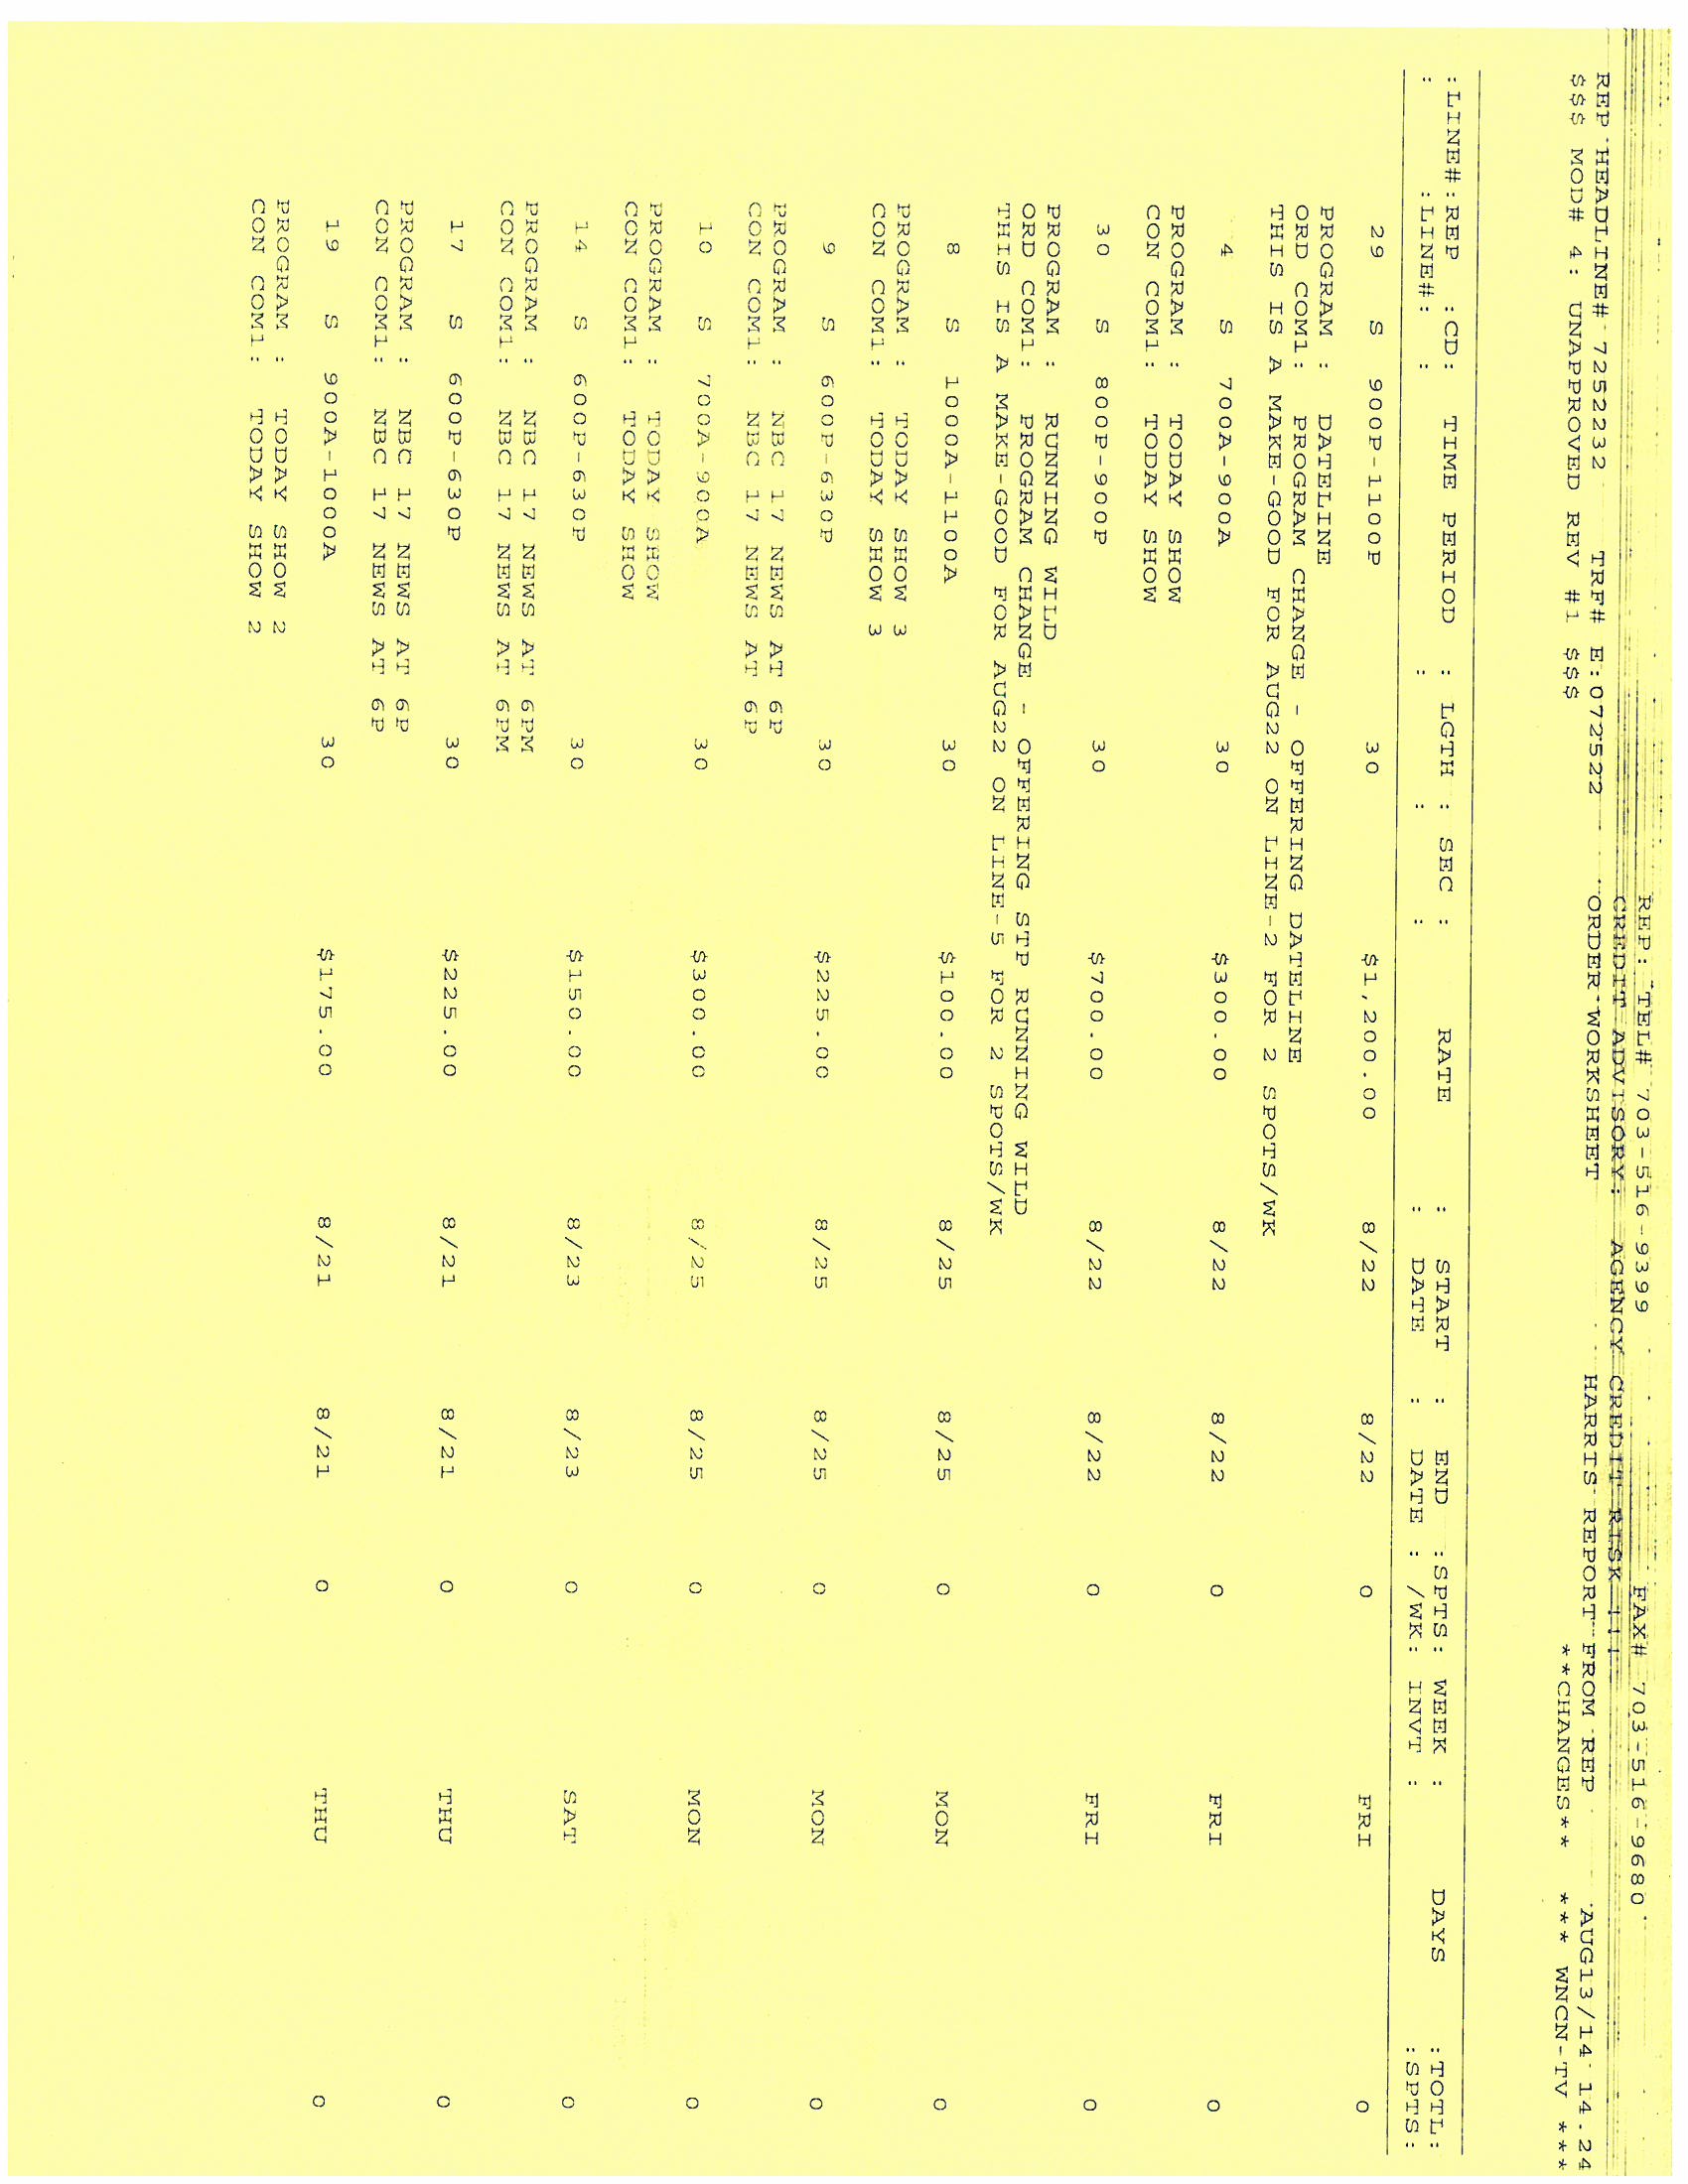 REP: TEL# 703-516-9399 FAX# 703-516-9680
CREDIT ADVISORY: AGENCY CREDIT RISK !!!
REP HEADLINE# 7252232 TRF# E:072522 ORDER WORKSHEET HARRIS REPORT FROM REP AUG13/14 14.24
$$$ MOD# 4: UNAPPROVED REV #1 $$$ **CHANGES** *** WNCN-TV ***
:LINE#:REP :CD: TIME PERIOD : LGTH : SEC : RATE : START : END :SPTS: WEEK : DAYS :TOTL:
: :LINE#: : : : : : DATE : DATE : /WK: INVT : :SPTS:
29 S 900P-1100P 30 $1,200.00 8/22 8/22 0 FRI 0
PROGRAM : DATELINE
ORD COM1: PROGRAM CHANGE - OFFERING DATELINE
THIS IS A MAKE-GOOD FOR AUG22 ON LINE-2 FOR 2 SPOTS/WK
4 S 700A-900A 30 $300.00 8/22 8/22 0 FRI 0
PROGRAM : TODAY SHOW
CON COM1: TODAY SHOW
30 S 800P-900P 30 $700.00 8/22 8/22 0 FRI 0
PROGRAM : RUNNING WILD
ORD COM1: PROGRAM CHANGE - OFFERING STP RUNNING WILD
THIS IS A MAKE-GOOD FOR AUG22 ON LINE-5 FOR 2 SPOTS/WK
8 S 1000A-1100A 30 $100.00 8/25 8/25 0 MON 0
PROGRAM : TODAY SHOW 3
CON COM1: TODAY SHOW 3
9 S 600P-630P 30 $225.00 8/25 8/25 0 MON 0
PROGRAM : NBC 17 NEWS AT 6P
CON COM1: NBC 17 NEWS AT 6P
10 S 700A-900A 30 $300.00 8/25 8/25 0 MON 0
PROGRAM : TODAY SHOW
CON COM1: TODAY SHOW
14 S 600P-630P 30 $150.00 8/23 8/23 0 SAT 0
PROGRAM : NBC 17 NEWS AT 6PM
CON COM1: NBC 17 NEWS AT 6PM
17 S 600P-630P 30 $225.00 8/21 8/21 0 THU 0
PROGRAM : NBC 17 NEWS AT 6P
CON COM1: NBC 17 NEWS AT 6P
19 S 900A-1000A 30 $175.00 8/21 8/21 0 THU 0
PROGRAM : TODAY SHOW 2
CON COM1: TODAY SHOW 2